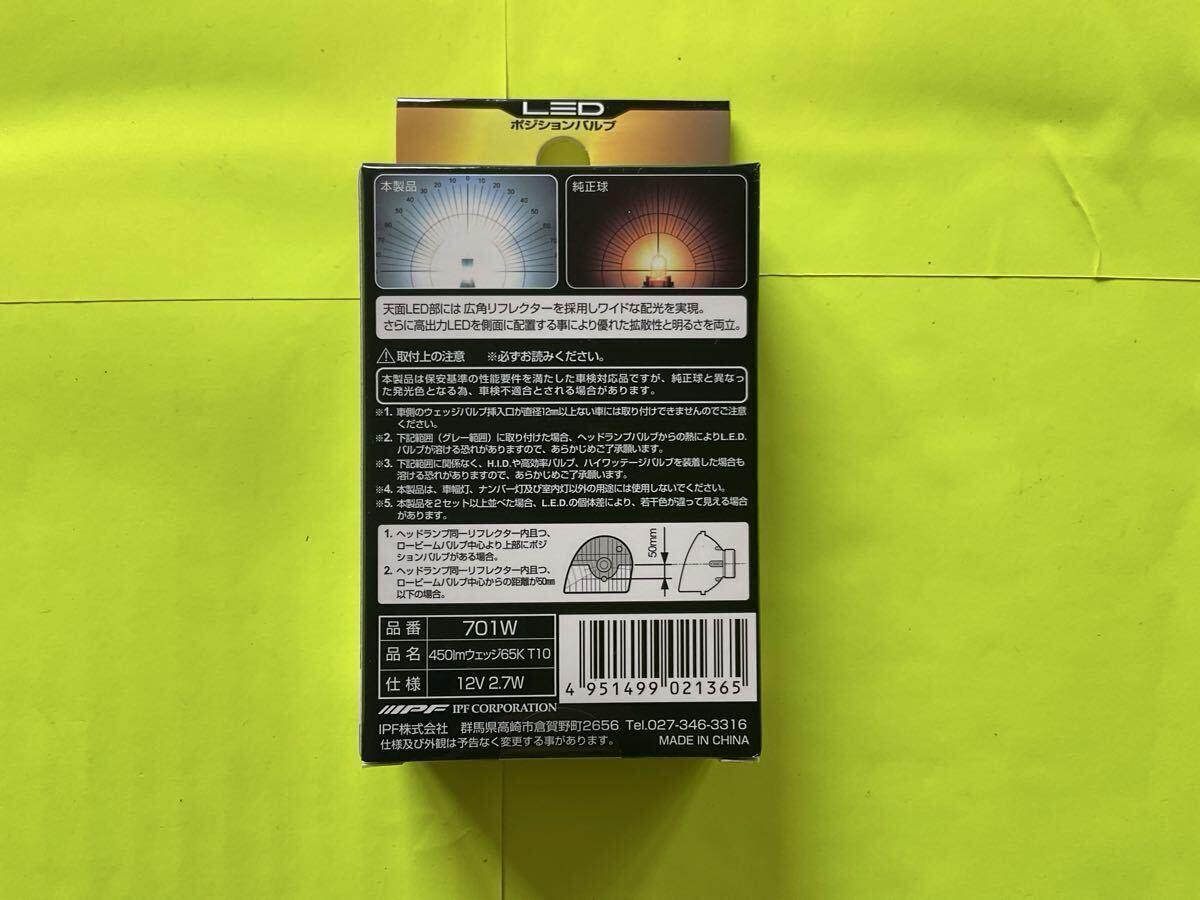 LED
ポジションバルブ
本製品
純正球
天面LED部には広角リフレクターを採用しワイドな配光を実現。
さらに高出力LEDを側面に配置する事により優れた拡散性と明るさを両立。
取付上の注意 ※必ずお読みください。
本製品は保安基準の性能要件を満たした車検対応品ですが、純正球と異なっ
た発光色となる為、車検不適合とされる場合があります。
※1. 車側のウェッジバルブ挿入口が直径12mm以上ない車には取り付けできませんのでご注意
ください。
※2. 下記範囲（グレー範囲）に取り付けた場合、ヘッドランプバルブからの熱によりL.E.D.
バルブが溶ける恐れがありますので、あらかじめご了承願います。
※3. 下記範囲に関係なく、H.I.D.や高効率バルブ、ハイワッテージバルブを装着した場合も
溶ける恐れがありますので、あらかじめご了承願います。
※4. 本製品は、車幅灯、ナンバー灯及び室内灯以外の用途には使用しないでください。
※5. 本製品を2セット以上並べた場合、L.E.D.の個体差により、若干色が違って見える場合
があります。
1. ヘッドランプ同一リフレクター内且つ、
ロービームバルブ中心より上部にポジ
ションバルブがある場合。
2. ヘッドランプ同一リフレクター内且つ、
ロービームバルブ中心からの距離が50mm
以下の場合。
50mm
品番 701W
品名 450lmウェッジ65K T10
仕様 12V 2.7W
4 951499 021365
IPF IPF CORPORATION
IPF株式会社 群馬県高崎市倉賀野町2656 Tel.027-346-3316
仕様及び外観は予告なく変更する事があります。 MADE IN CHINA